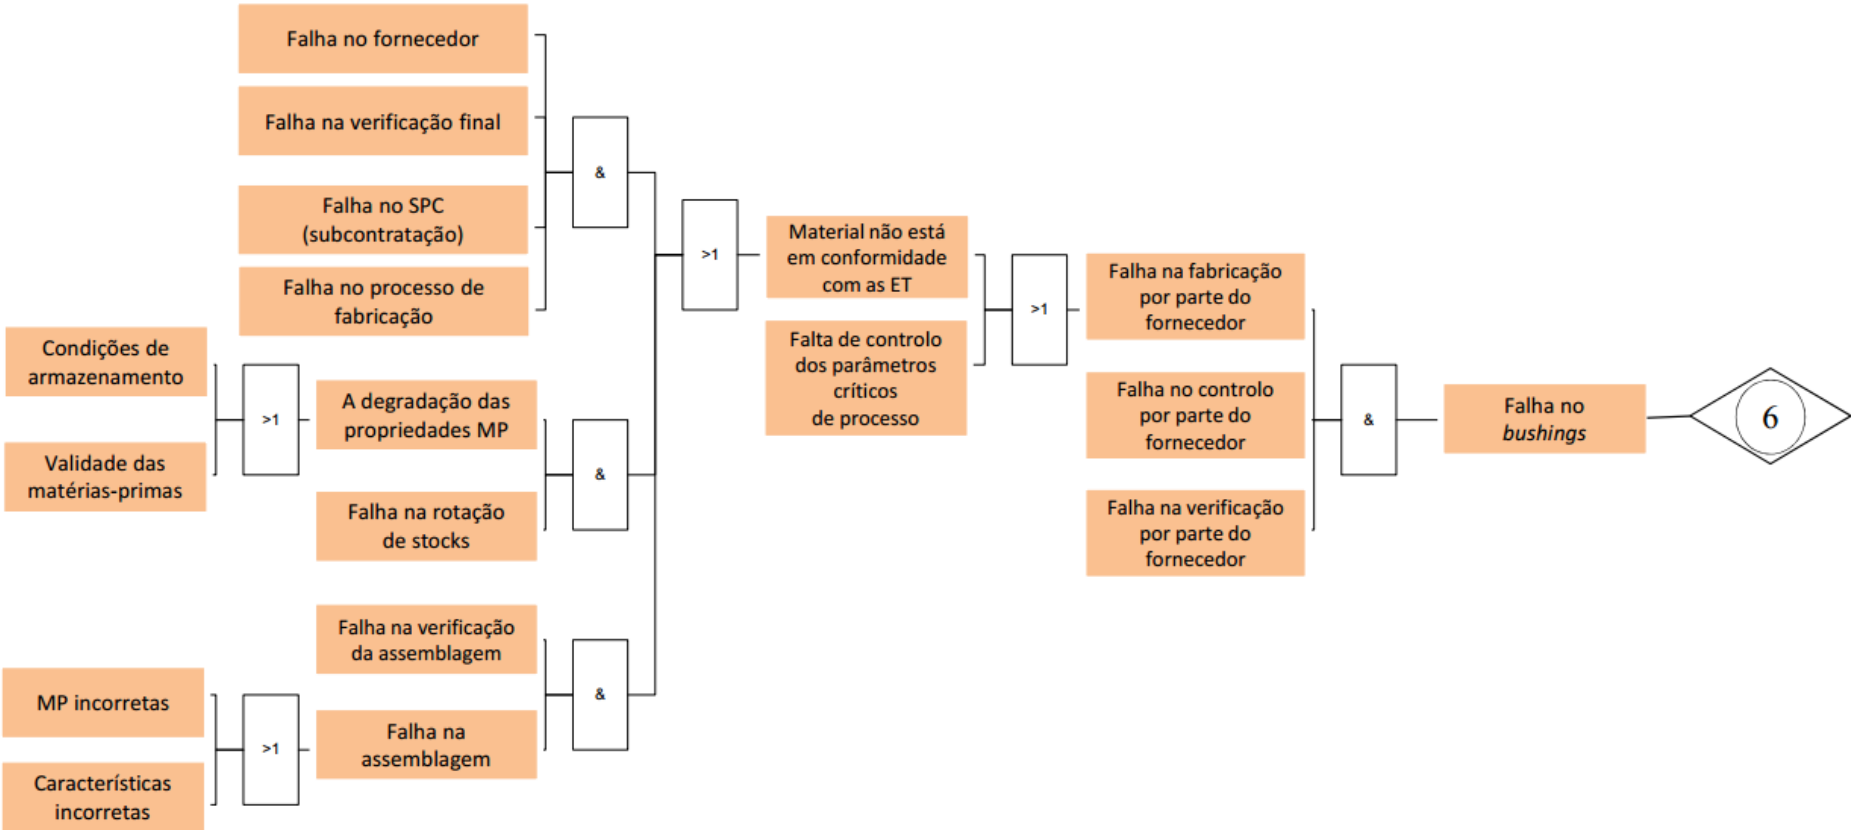 Falha no fornecedor
Falha na verificação final
&
Falha no SPC
(subcontratação)
Falha no processo de
fabricação
>1
Material não está
em conformidade
com as ET
>1
Falta de controlo
dos parâmetros
críticos
de processo
Falha na fabricação
por parte do
fornecedor
Falha no controlo
por parte do
fornecedor
Falha na verificação
por parte do
fornecedor
&
Falha no
bushings
6
Condições de
armazenamento
Validade das
matérias-primas
>1
A degradação das
propriedades MP
Falha na rotação
de stocks
&
Falha na verificação
da assemblagem
&
MP incorretas
Características
incorretas
>1
Falha na
assemblagem